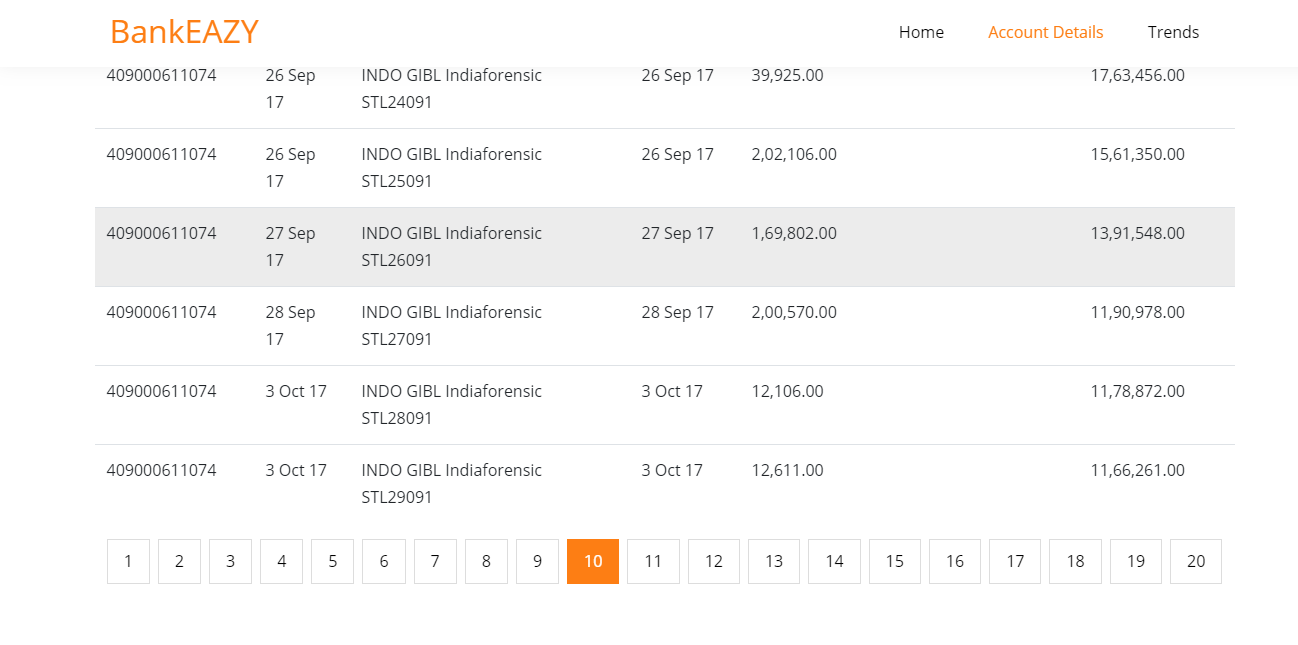 BankEAZY Home Account Details Trends
409000611074 26 Sep INDO GIBL Indiaforensic 26 Sep 17 39,925.00 17,63,456.00
17 STL24091
409000611074 26 Sep INDO GIBL Indiaforensic 26 Sep 17 2,02,106.00 15,61,350.00
17 STL25091
409000611074 27 Sep INDO GIBL Indiaforensic 27 Sep 17 1,69,802.00 13,91,548.00
17 STL26091
409000611074 28 Sep INDO GIBL Indiaforensic 28 Sep 17 2,00,570.00 11,90,978.00
17 STL27091
409000611074 3 Oct 17 INDO GIBL Indiaforensic 3 Oct 17 12,106.00 11,78,872.00
STL28091
409000611074 3 Oct 17 INDO GIBL Indiaforensic 3 Oct 17 12,611.00 11,66,261.00
STL29091
1 2 3 4 5 6 7 8 9 10 11 12 13 14 15 16 17 18 19 20